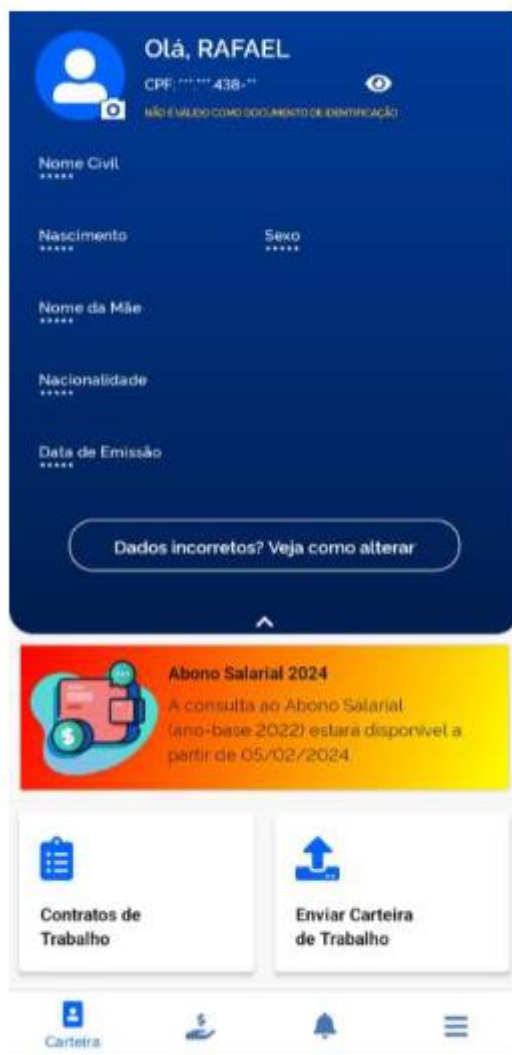 Olá, RAFAEL
CPF: ***.***.438-**
NÃO É VÁLIDO COMO DOCUMENTO DE IDENTIFICAÇÃO
Nome Civil
*****
Nascimento Sexo
***** *****
Nome da Mãe
*****
Nacionalidade
*****
Data de Emissão
*****
Dados incorretos? Veja como alterar
Abono Salarial 2024
A consulta ao Abono Salarial
(ano-base 2022) estará disponível a
partir de 05/02/2024
Contratos de
Trabalho
Enviar Carteira
de Trabalho
Carteira